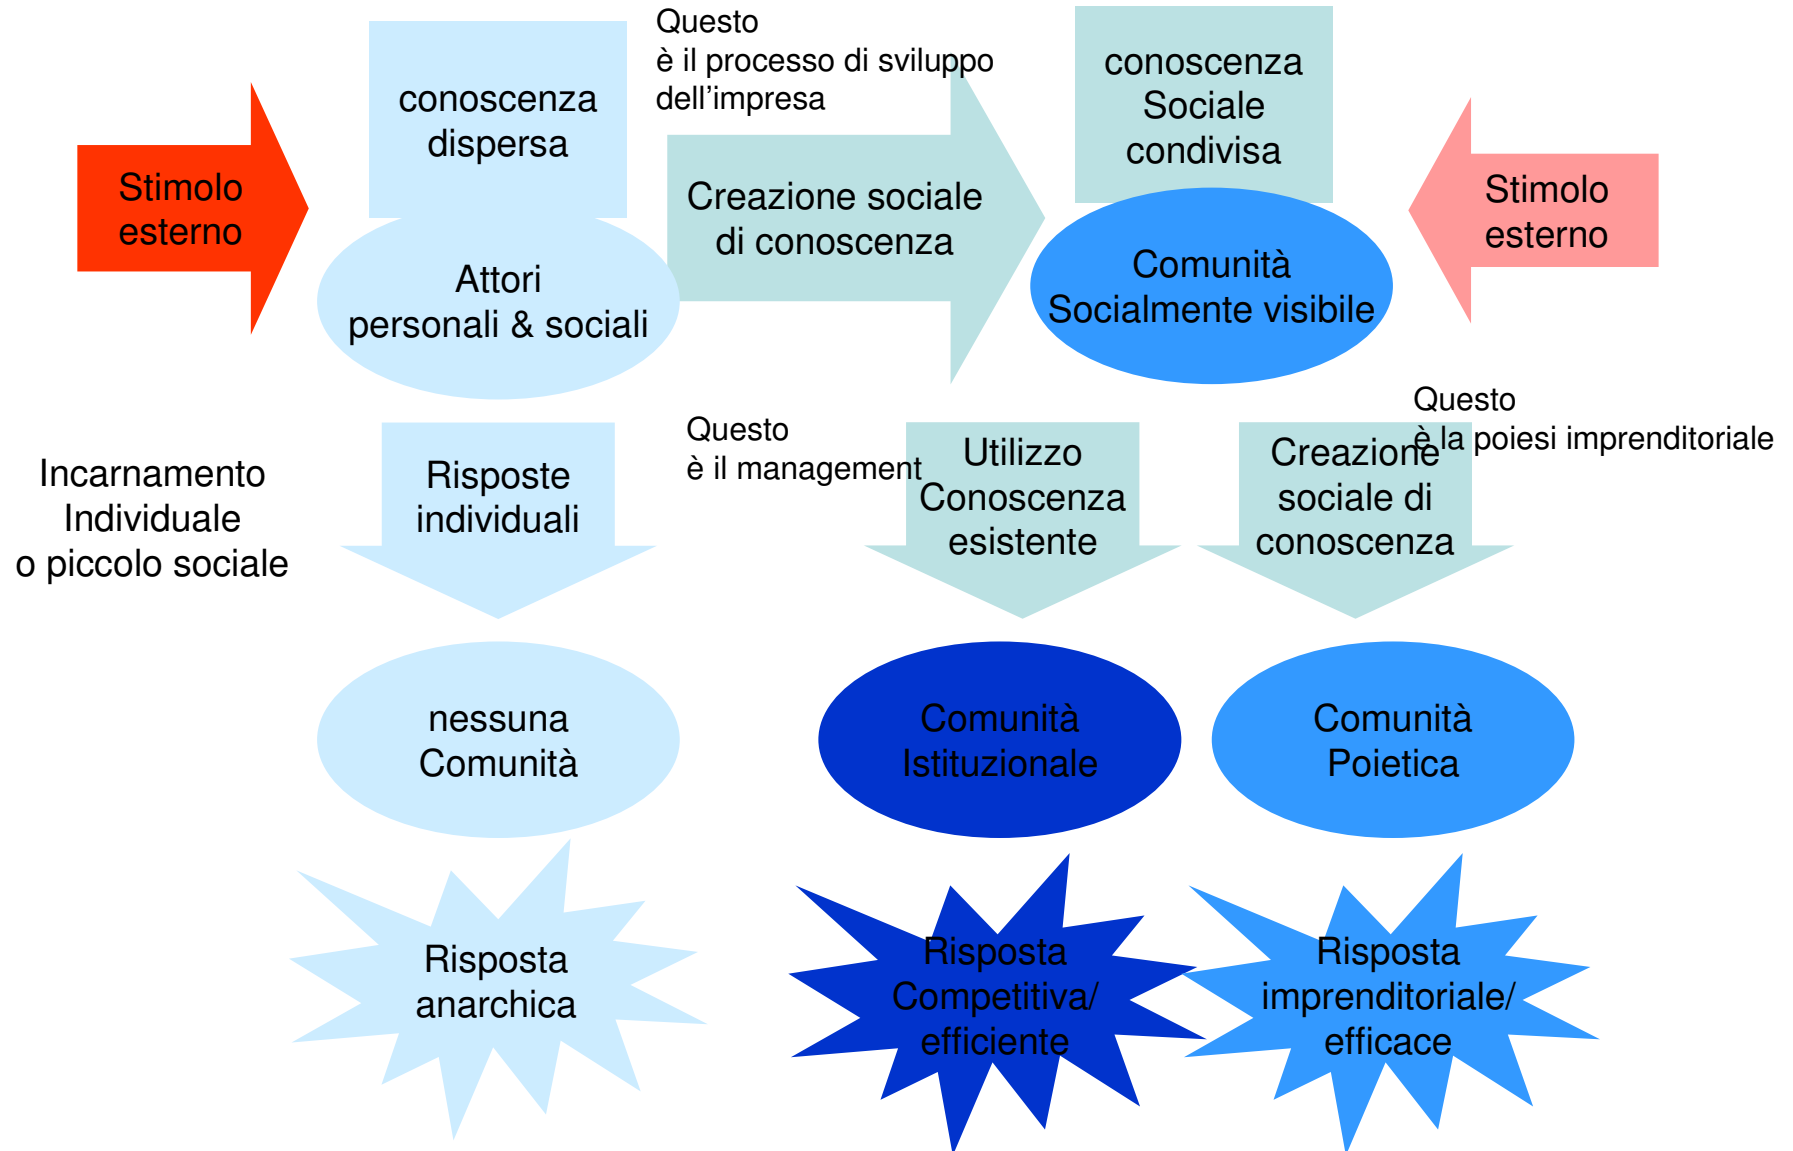 Questo
è il processo di sviluppo
dell’impresa
conoscenza
dispersa
conoscenza
Sociale
condivisa
Stimolo
esterno
Creazione sociale
di conoscenza
Stimolo
esterno
Attori
personali & sociali
Comunità
Socialmente visibile
Incarnamento
Individuale
o piccolo sociale
Risposte
individuali
Questo
è il management
Utilizzo
Conoscenza
esistente
Creazione
sociale di
conoscenza
Questo
è la poiesi imprenditoriale
nessuna
Comunità
Comunità
Istituzionale
Comunità
Poietica
Risposta
anarchica
Risposta
Competitiva/
efficiente
Risposta
imprenditoriale/
efficace